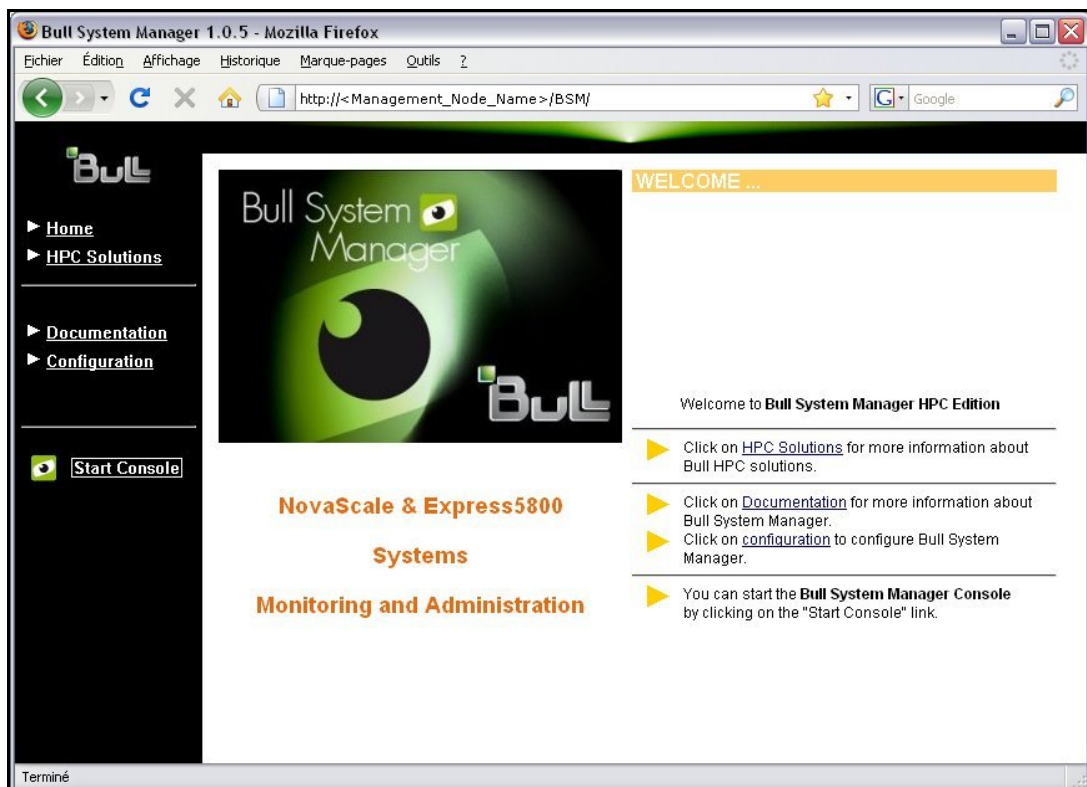 Bull System Manager 1.0.5 - Mozilla Firefox
Fichier Édition Affichage Historique Marque-pages Outils ?
http://<Management_Node_Name>/BSM/
G Google
Bull
Home
HPC Solutions
Documentation
Configuration
Start Console
Bull System
Manager
Bull
NovaScale & Express5800
Systems
Monitoring and Administration
WELCOME ...
Welcome to Bull System Manager HPC Edition
Click on HPC Solutions for more information about
Bull HPC solutions.
Click on Documentation for more information about
Bull System Manager.
Click on configuration to configure Bull System
Manager.
You can start the Bull System Manager Console
by clicking on the "Start Console" link.
Terminé